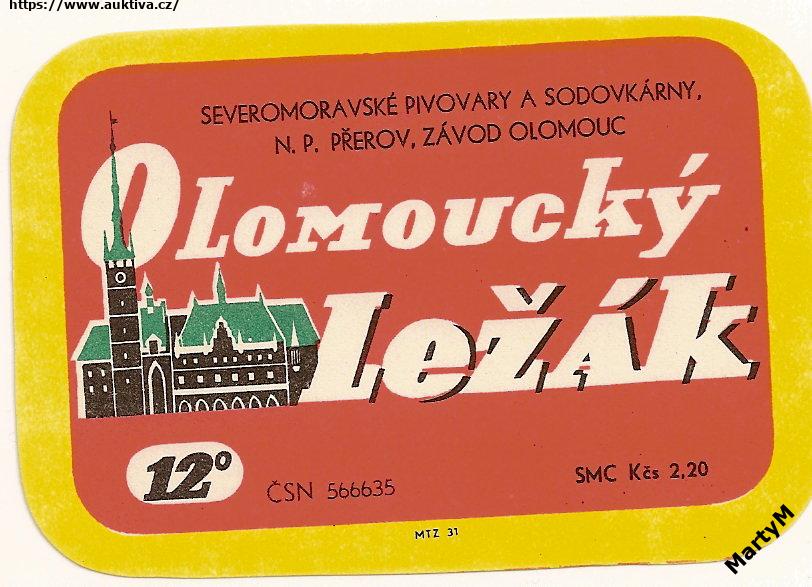 https://www.auktiva.cz/
SEVEROMORAVSKÉ PIVOVARY A SODOVKÁRNY,
N. P. PŘEROV, ZÁVOD OLOMOUC
OLOMOUCKÝ
LEŽÁK
12°
ČSN 566635
SMC Kčs 2,20
MTZ 31
MartyM